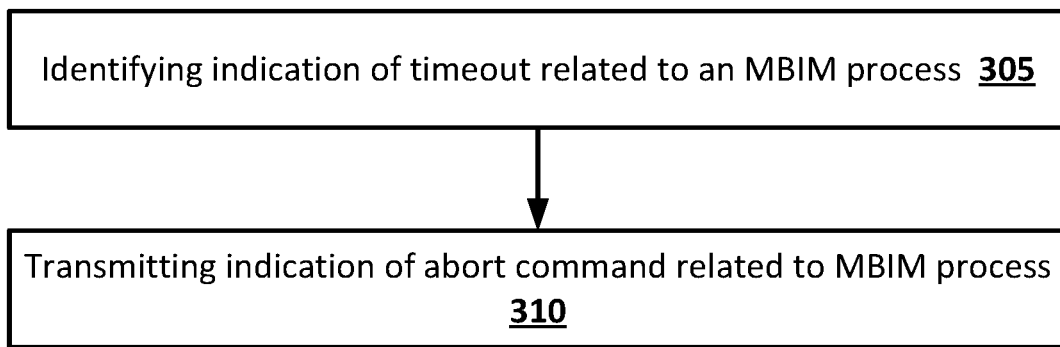 Identifying indication of timeout related to an MBIM process 305
Transmitting indication of abort command related to MBIM process
310